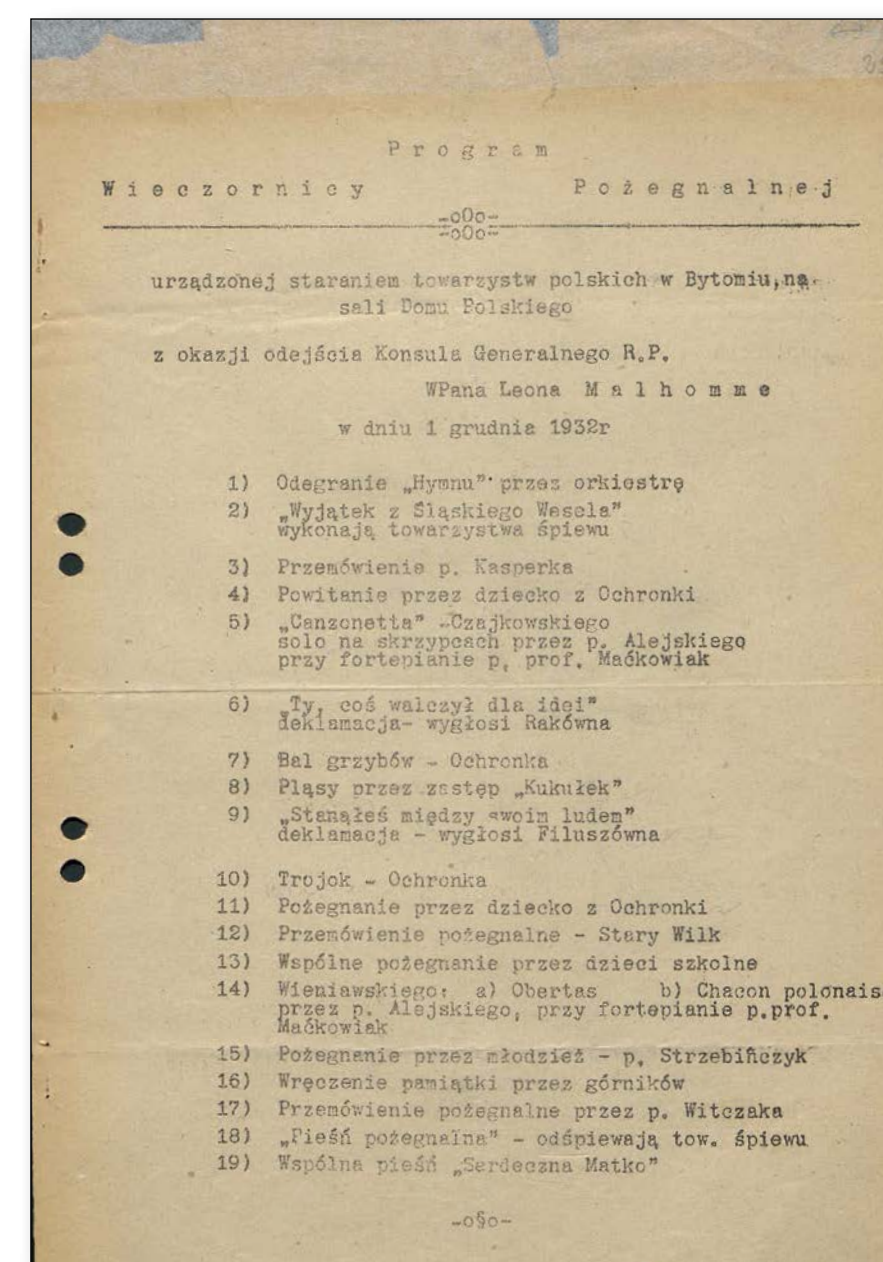 P r o g r a m
W i e c z o r n i c y P o ż e g n a l n e j
-oOo-
-oOo-
urządzonej staraniem towarzystw polskich w Bytomiu, na
sali Domu Polskiego
z okazji odejścia Konsula Generalnego R.P.
WPana Leona M a l h o m m e
w dniu 1 grudnia 1932r
1) Odegranie „Hymnu” przez orkiestrę
2) „Wyjątek z Śląskiego Wesela”
wykonają towarzystwa śpiewu
3) Przemówienie p. Kasperka
4) Powitanie przez dziecko z Ochronki
5) „Canzonetta” -Czajkowskiego
solo na skrzypcach przez p. Alejskiego
przy fortepianie p, prof. Maćkowiak
6) „Ty, coś walczył dla idei”
deklamacja- wygłosi Rakówna
7) Bal grzybów - Ochronka
8) Pląsy przez zastęp „Kukułek”
9) „Stanąłeś między swoim ludem”
deklamacja - wygłosi Filuszówna
10) Trojok - Ochronka
11) Pożegnanie przez dziecko z Ochronki
12) Przemówienie pożegnalne - Stary Wilk
13) Wspólne pożegnanie przez dzieci szkolne
14) Wieniawskiego: a) Obertas b) Chacon polonais
przez p. Alejskiego, przy fortepianie p.prof.
Maćkowiak
15) Pożegnanie przez młodzież - p, Strzebińczyk
16) Wręczenie pamiątki przez górników
17) Przemówienie pożegnalne przez p. Witczaka
18) „Pieśń pożegnalna” - odśpiewają tow. śpiewu
19) Wspólna pieśń „Serdeczna Matko”
-o§o-